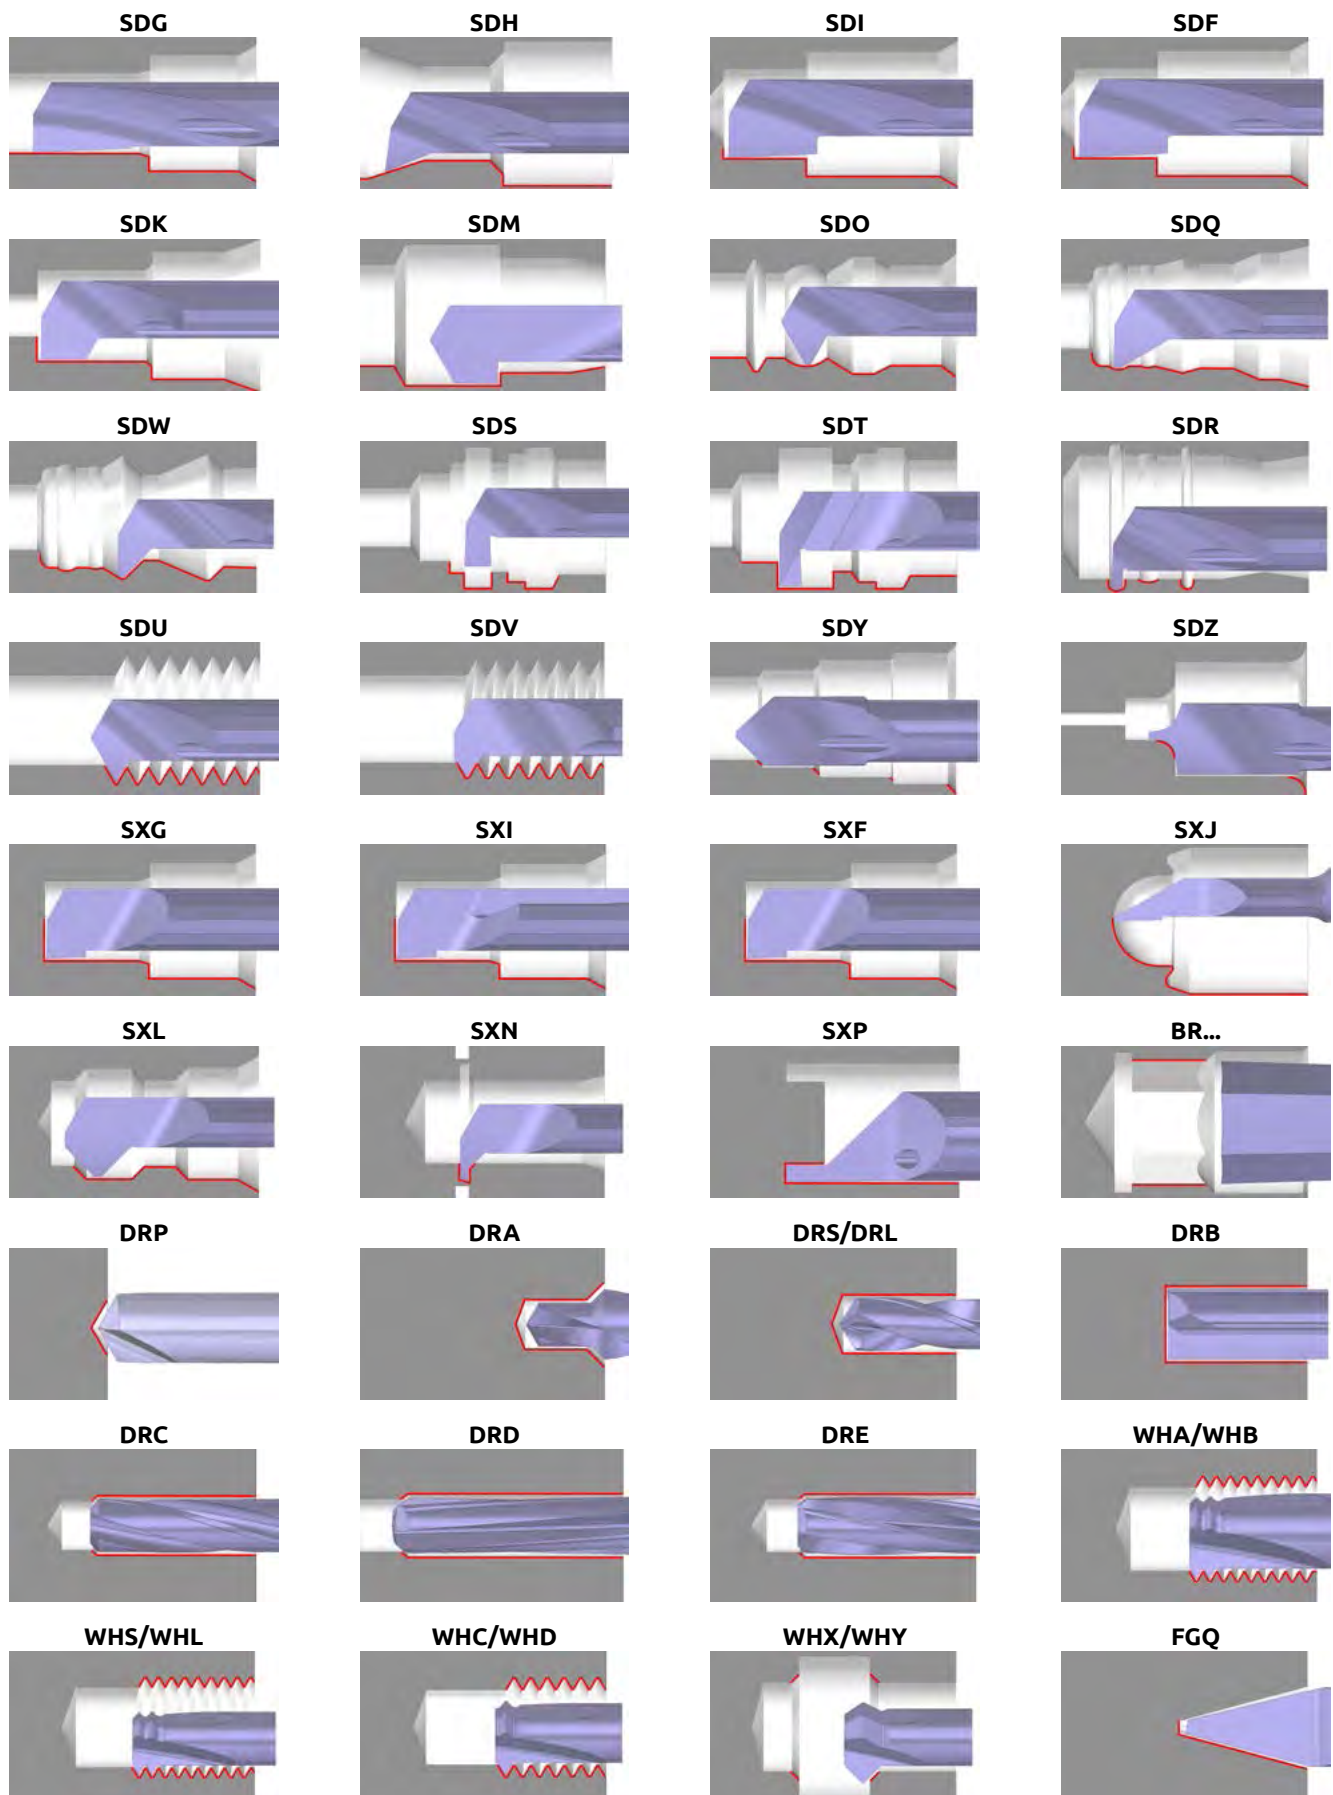 SDG SDH SDI SDF
SDK SDM SDO SDQ
SDW SDS SDT SDR
SDU SDV SDY SDZ
SXG SXI SXF SXJ
SXL SXN SXP BR...
DRP DRA DRS/DRL DRB
DRC DRD DRE WHA/WHB
WHS/WHL WHC/WHD WHX/WHY FGQ